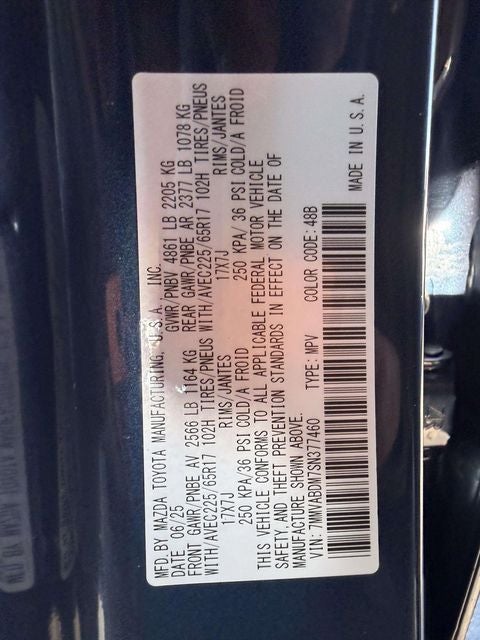 MFD.BY MAZDA TOYOTA MANUFACTURING, U.S.A. INC.
DATE 06/25 GVWR/PNBV 4861 LB 2205 KG
FRONT GAWR/PNBE AV 2566 LB 1164 KG REAR GAWR/PNBE AR 2377 LB 1078 KG
WITH/AVEC225/65R17 102H TIRES/PNEUS WITH/AVEC225/65R17 102H TIRES/PNEUS
17X7J RIMS/JANTES 17X7J RIMS/JANTES
250 KPA/36 PSI COLD/A FROID 250 KPA/ 36 PSI COLD/A FROID
THIS VEHICLE CONFORMS TO ALL APPLICABLE FEDERAL MOTOR VEHICLE
SAFETY, AND THEFT PREVENTION STANDARDS IN EFFECT ON THE DATE OF
MANUFACTURE SHOWN ABOVE.
VIN: 7MMVABDM7SN377460 TYPE: MPV COLOR CODE: 48B
MADE IN U.S.A.